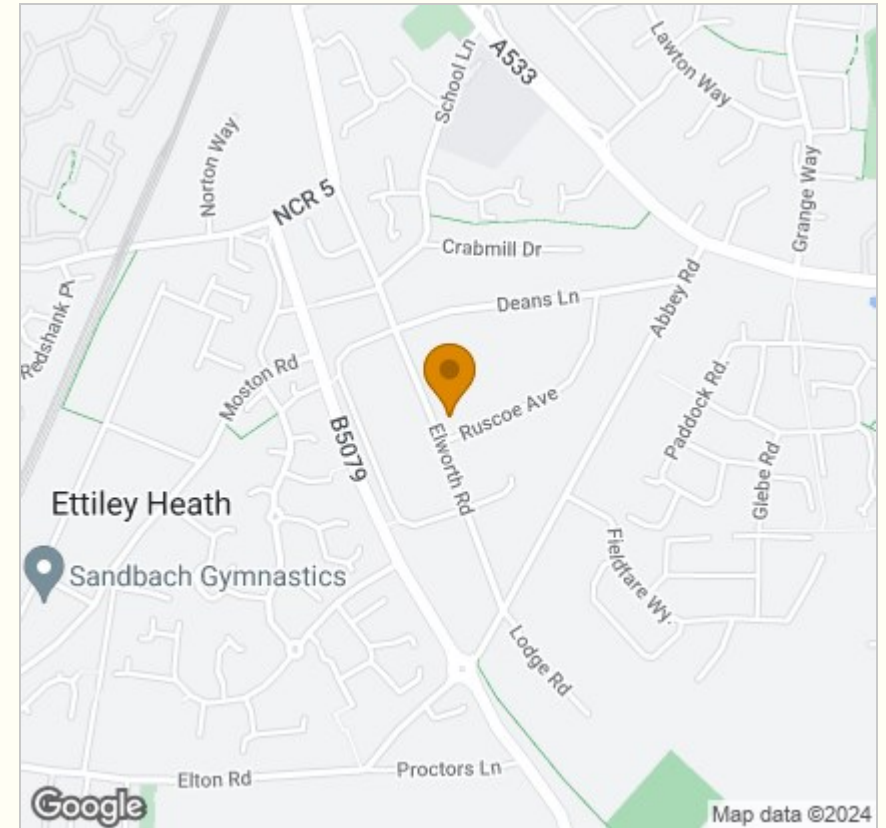 A533
School Ln
Lawton Way
Norton Way
NCR 5
Grange Way
Crabmill Dr
Abbey Rd
Redshank
Deans Ln
Moston Rd
Paddock Rd
Ruscoe Ave
B5079
Elworth Rd
Glebe Rd
Ettiley Heath
Fieldfare Wy
Sandbach Gymnastics
Lodge Rd
Elton Rd
Proctors Ln
Google
Map data ©2024